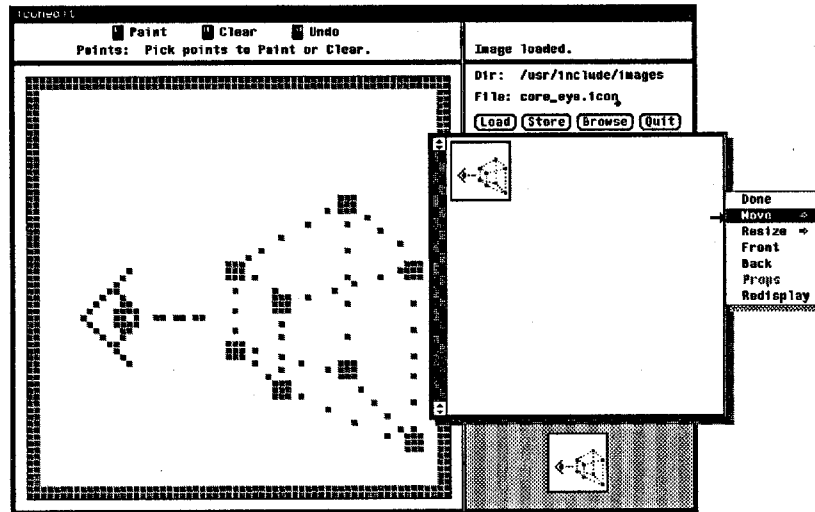 iconedit
Paint Clear Undo
Points: Pick points to Paint or Clear.
Image loaded.
Dir: /usr/include/images
File: core_eye.icon
Load Store Browse Quit
Done
Move ⇒
Resize ⇒
Front
Back
Props
Redisplay